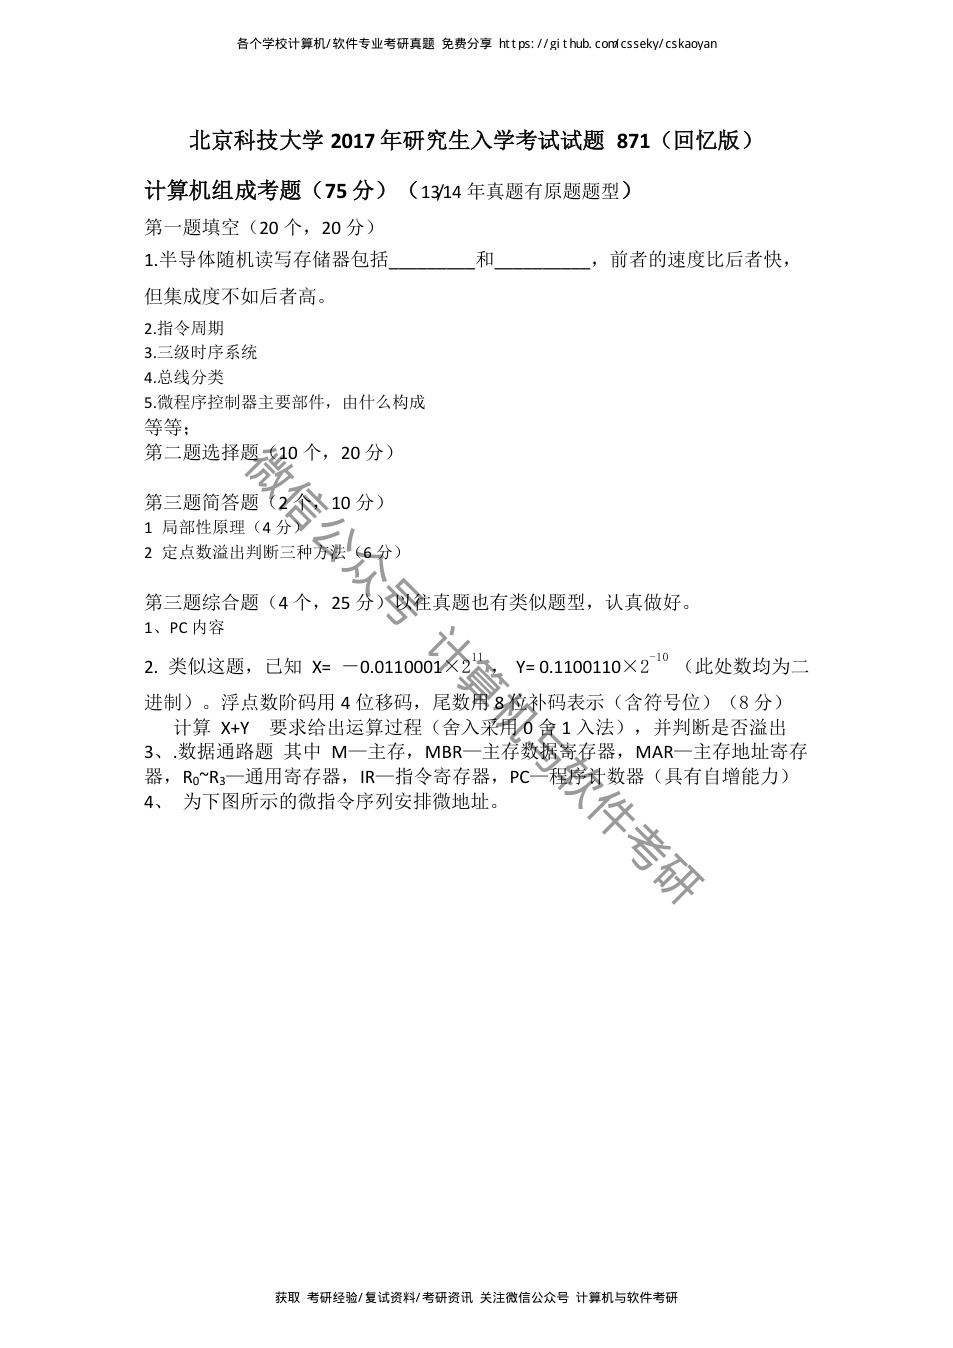 各个学校计算机/软件专业考研真题 免费分享 https://github.com/csseky/cskaoyan
北京科技大学 2017 年研究生入学考试试题 871（回忆版）
计算机组成考题（75 分）（13/14 年真题有原题题型）
第一题填空（20 个，20 分）
1.半导体随机读写存储器包括_________和__________，前者的速度比后者快，
但集成度不如后者高。
2.指令周期
3.三级时序系统
4.总线分类
5.微程序控制器主要部件，由什么构成
等等；
第二题选择题（10 个，20 分）
第三题简答题（2 个，10 分）
1 局部性原理（4 分）
2 定点数溢出判断三种方法（6 分）
第三题综合题（4 个，25 分）以往真题也有类似题型，认真做好。
1、PC 内容
2. 类似这题，已知 X= －0.0110001×2^11， Y= 0.1100110×2^-10 （此处数均为二
进制）。浮点数阶码用 4 位移码，尾数用 8 位补码表示（含符号位）（8 分）
计算 X+Y 要求给出运算过程（舍入采用 0 舍 1 入法），并判断是否溢出
3、.数据通路题 其中 M—主存，MBR—主存数据寄存器，MAR—主存地址寄存
器，R0~R3—通用寄存器，IR—指令寄存器，PC—程序计数器（具有自增能力）
4、 为下图所示的微指令序列安排微地址。
微信公众号 计算机与软件考研
获取 考研经验/复试资料/考研资讯 关注微信公众号 计算机与软件考研